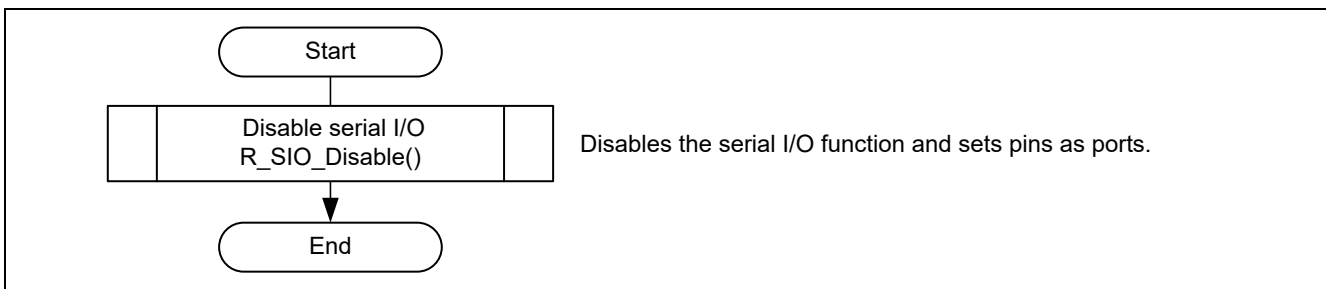 Start
Disable serial I/O
R_SIO_Disable()
Disables the serial I/O function and sets pins as ports.
End